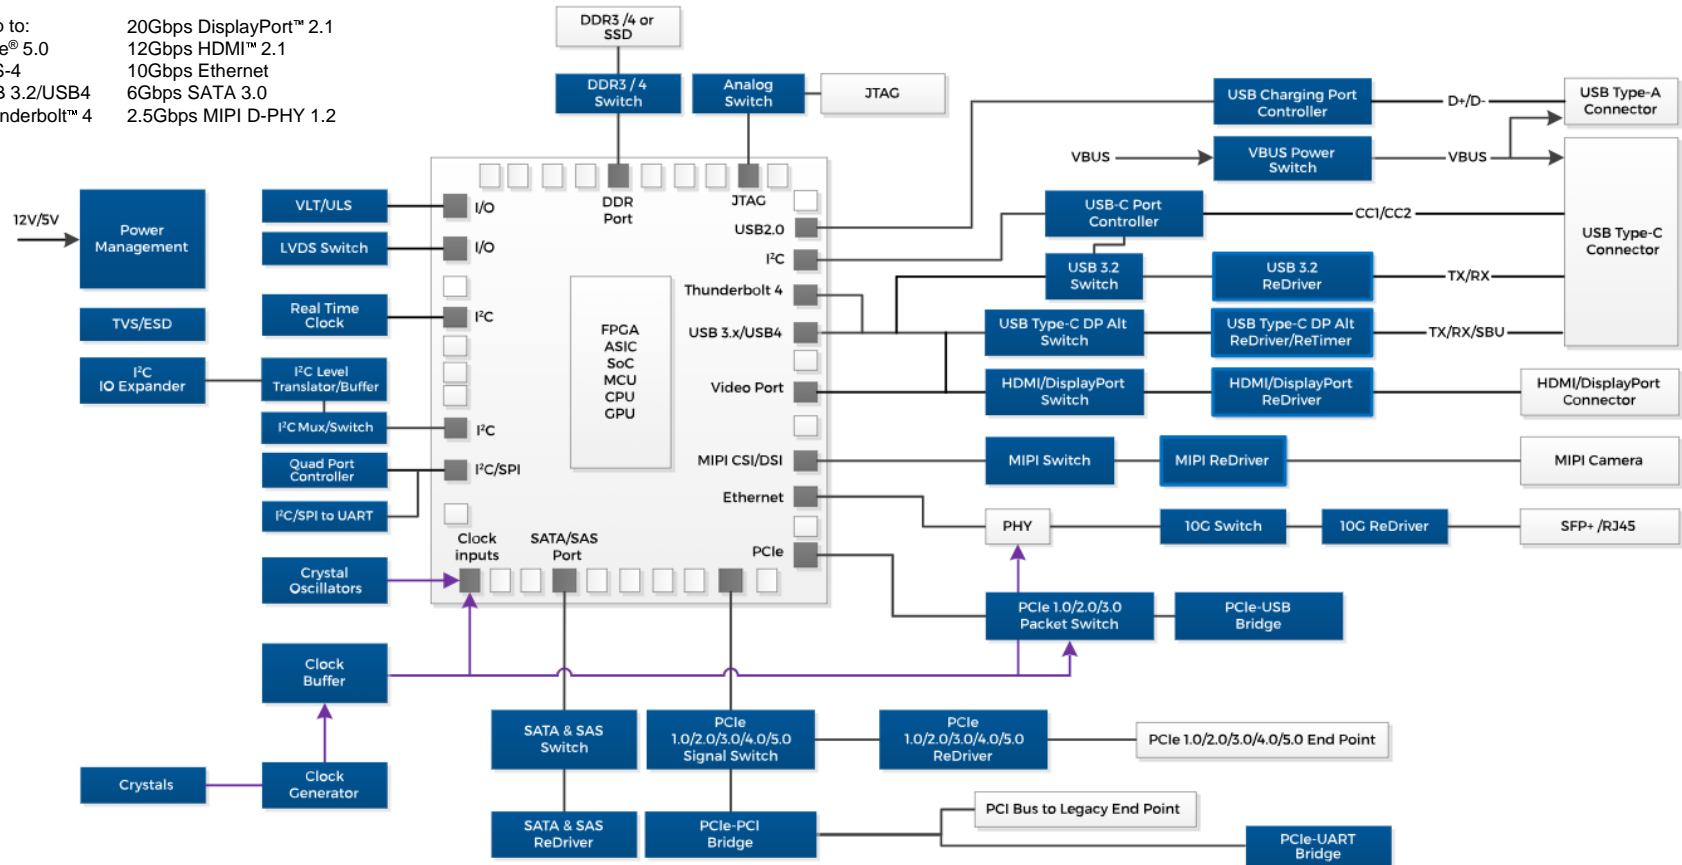 to:
5.0
3.2/USB4
4
20Gbps DisplayPort™ 2.1
12Gbps HDMI™ 2.1
10Gbps Ethernet
6Gbps SATA 3.0
2.5Gbps MIPI D-PHY 1.2
DDR3 /4 or
SSD
DDR3 / 4
Switch
Analog
Switch
JTAG
USB Charging Port
Controller
D+/D-
USB Type-A
Connector
VBUS
VBUS Power
Switch
VBUS
12V/5V
Power
Management
VLT/ULS
I/O
DDR
Port
JTAG
USB2.0
USB-C Port
Controller
CC1/CC2
USB Type-C
Connector
LVDS Switch
I/O
I²C
USB 3.2
Switch
USB 3.2
ReDriver
TX/RX
Thunderbolt 4
TVS/ESD
Real Time
Clock
I²C
FPGA
ASIC
SoC
MCU
CPU
GPU
USB 3.x/USB4
USB Type-C DP Alt
Switch
USB Type-C DP Alt
ReDriver/ReTimer
TX/RX/SBU
I²C
IO Expander
I²C Level
Translator/Buffer
Video Port
HDMI/DisplayPort
Switch
HDMI/DisplayPort
ReDriver
HDMI/DisplayPort
Connector
I²C Mux/Switch
I²C
Quad Port
Controller
I²C/SPI
MIPI CSI/DSI
MIPI Switch
MIPI ReDriver
MIPI Camera
Ethernet
I²C/SPI to UART
PHY
10G Switch
10G ReDriver
SFP+ /RJ45
Clock
inputs
SATA/SAS
Port
PCIe
Crystal
Oscillators
PCIe 1.0/2.0/3.0
Packet Switch
PCIe-USB
Bridge
Clock
Buffer
SATA & SAS
Switch
PCIe
1.0/2.0/3.0/4.0/5.0
Signal Switch
PCIe
1.0/2.0/3.0/4.0/5.0
ReDriver
PCIe 1.0/2.0/3.0/4.0/5.0 End Point
Crystals
Clock
Generator
SATA & SAS
ReDriver
PCIe-PCI
Bridge
PCI Bus to Legacy End Point
PCIe-UART
Bridge